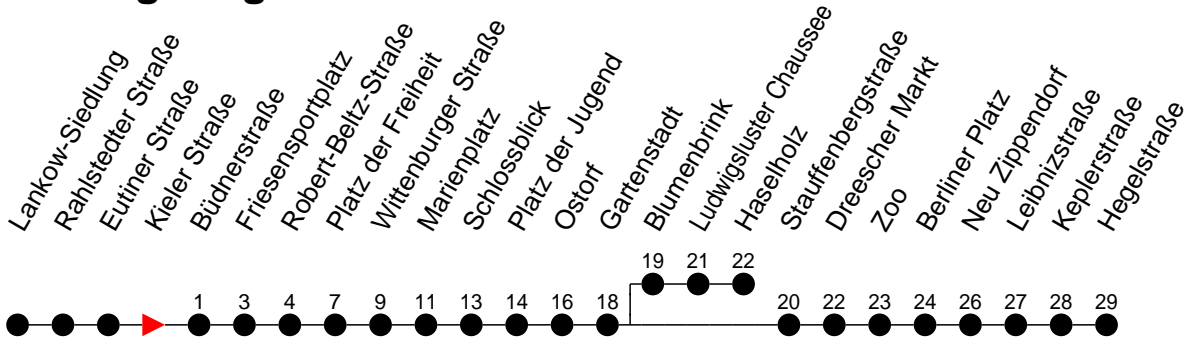 Lankow-Siedlung
Rahlstedter Straße
Eutiner Straße
Kieler Straße
Büdnerstraße
Friesensportplatz
Robert-Beltz-Straße
Platz der Freiheit
Wittenburger Straße
Marienplatz
Schlossblick
Platz der Jugend
Ostorf
Gartenstadt
Blumenbrink
Ludwigsluster Chaussee
Haselholz
Stauffenbergstraße
Dreescher Markt
Zoo
Berliner Platz
Neu Zippendorf
Leibnizstraße
Keplerstraße
Hegelstraße
19 21 22
1 3 4 7 9 11 13 14 16 18 20 22 23 24 26 27 28 29